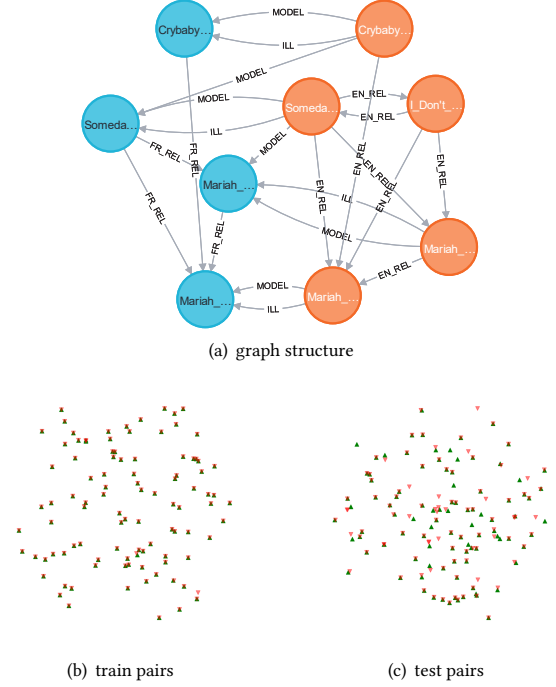 MODEL
Crybaby...
Crybaby...
ILL
MODEL
MODEL
EN_REL
Someda...
I_Don't_...
Someda...
EN_REL
ILL
MODEL
FR_REL
EN_REL
FR_REL
EN_REL
EN_REL
Mariah_...
ILL
EN_REL
FR_REL
EN_REL
FR_REL
MODEL
Mariah_...
EN_REL
MODEL
Mariah_...
Mariah_...
ILL
(a) graph structure
(b) train pairs
(c) test pairs